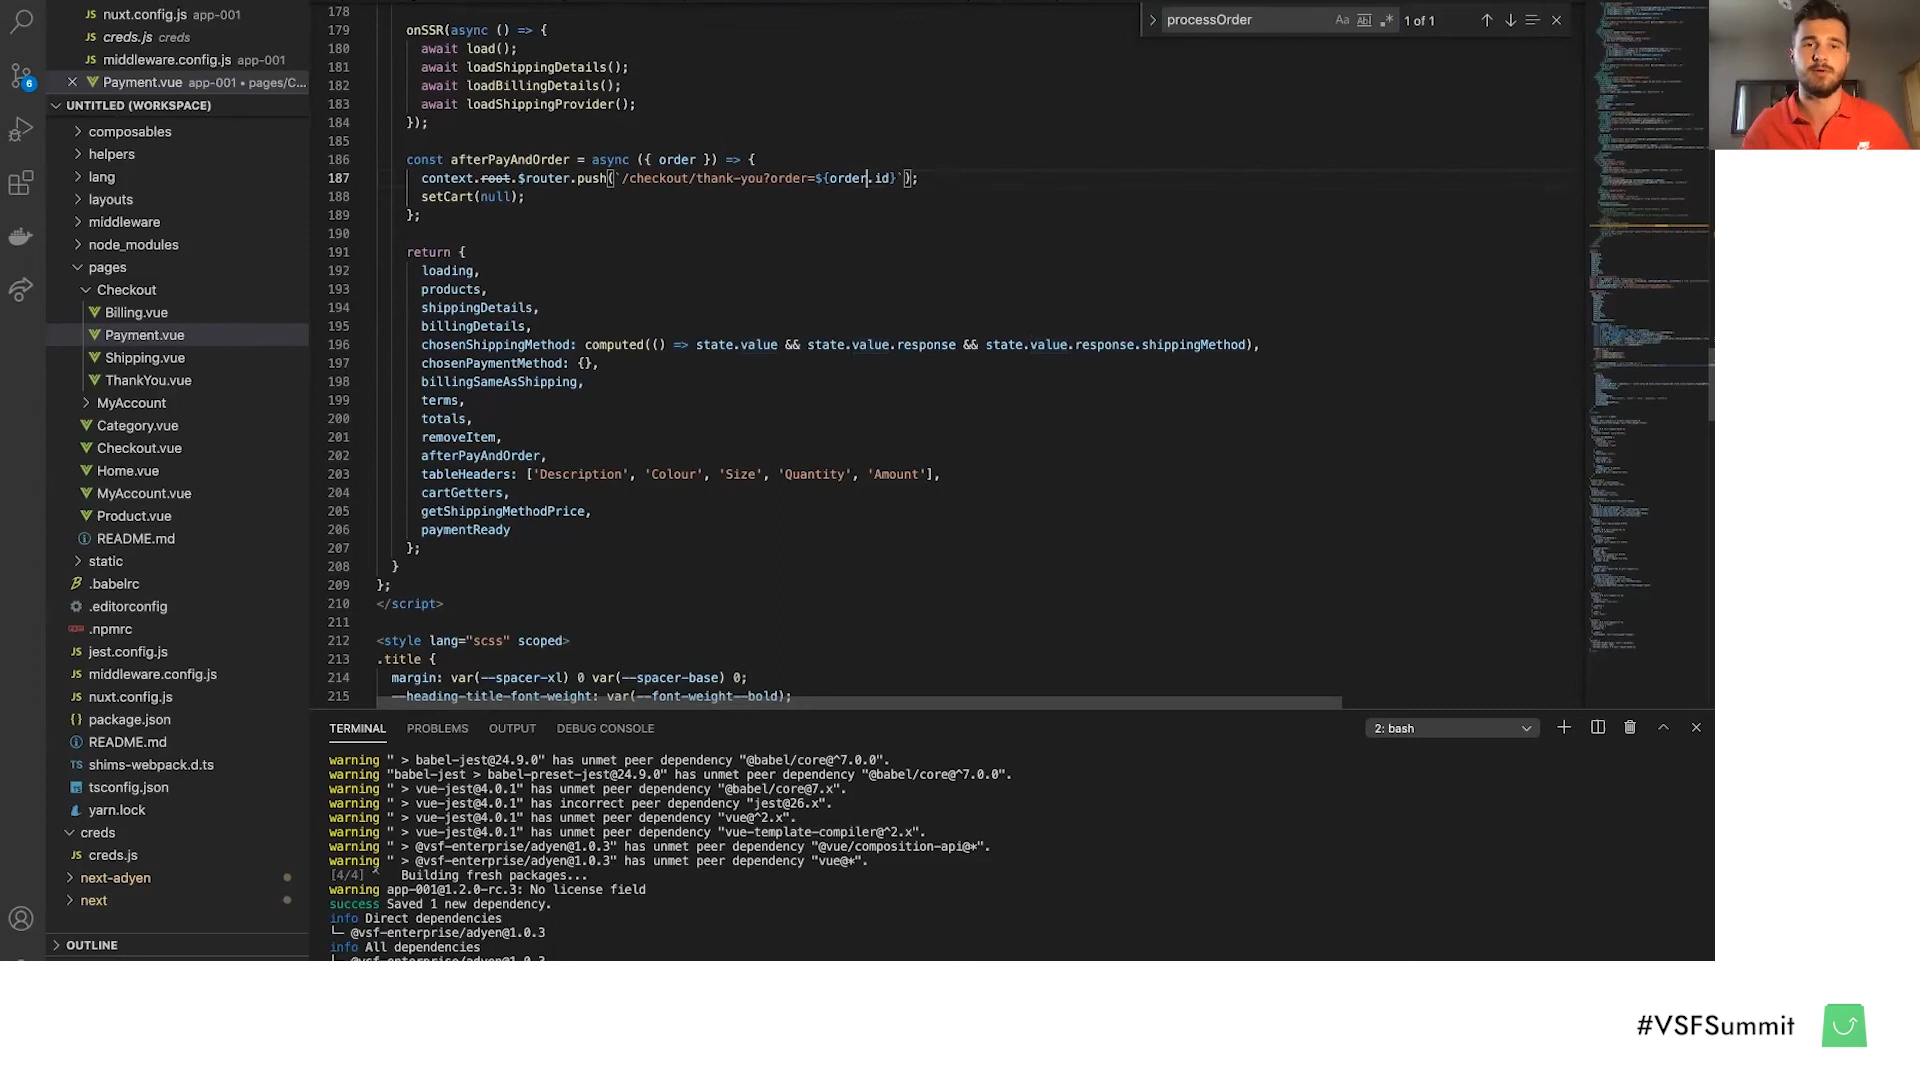 nuxt.config.js app-001
creds.js creds
middleware.config.js app-001
Payment.vue app-001 • pages/C...
6
UNTITLED (WORKSPACE)
composables
helpers
lang
layouts
middleware
node_modules
pages
Checkout
Billing.vue
Payment.vue
Shipping.vue
ThankYou.vue
MyAccount
Category.vue
Checkout.vue
Home.vue
MyAccount.vue
Product.vue
README.md
static
.babelrc
.editorconfig
.npmrc
jest.config.js
middleware.config.js
nuxt.config.js
package.json
README.md
shims-webpack.d.ts
tsconfig.json
yarn.lock
creds
creds.js
next-adyen
next
OUTLINE
processOrder
1 of 1
178
179 onSSR(async () => {
180 await load();
181 await loadShippingDetails();
182 await loadBillingDetails();
183 await loadShippingProvider();
184 });
185
186 const afterPayAndOrder = async ({ order }) => {
187 context.root.$router.push(`/checkout/thank-you?order=${order.id}`);
188 setCart(null);
189 };
190
191 return {
192 loading,
193 products,
194 shippingDetails,
195 billingDetails,
196 chosenShippingMethod: computed(() => state.value && state.value.response && state.value.response.shippingMethod),
197 chosenPaymentMethod: {},
198 billingSameAsShipping,
199 terms,
200 totals,
201 removeItem,
202 afterPayAndOrder,
203 tableHeaders: ['Description', 'Colour', 'Size', 'Quantity', 'Amount'],
204 cartGetters,
205 getShippingMethodPrice,
206 paymentReady
207 };
208 }
209 };
210 </script>
211
212 <style lang="scss" scoped>
213 .title {
214 margin: var(--spacer-xl) 0 var(--spacer-base) 0;
215 --heading-title-font-weight: var(--font-weight--bold);
TERMINAL PROBLEMS OUTPUT DEBUG CONSOLE
2: bash
warning " > babel-jest@24.9.0" has unmet peer dependency "@babel/core@^7.0.0".
warning "babel-jest > babel-preset-jest@24.9.0" has unmet peer dependency "@babel/core@^7.0.0".
warning " > vue-jest@4.0.1" has unmet peer dependency "@babel/core@7.x".
warning " > vue-jest@4.0.1" has incorrect peer dependency "jest@26.x".
warning " > vue-jest@4.0.1" has unmet peer dependency "vue@^2.x".
warning " > vue-jest@4.0.1" has unmet peer dependency "vue-template-compiler@^2.x".
warning " > @vsf-enterprise/adyen@1.0.3" has unmet peer dependency "@vue/composition-api@*".
warning " > @vsf-enterprise/adyen@1.0.3" has unmet peer dependency "vue@*".
[4/4] Building fresh packages...
warning app-001@1.2.0-rc.3: No license field
success Saved 1 new dependency.
info Direct dependencies
└─ @vsf-enterprise/adyen@1.0.3
info All dependencies
└─ @vsf-enterprise/adyen@1.0.3
#VSFSummit